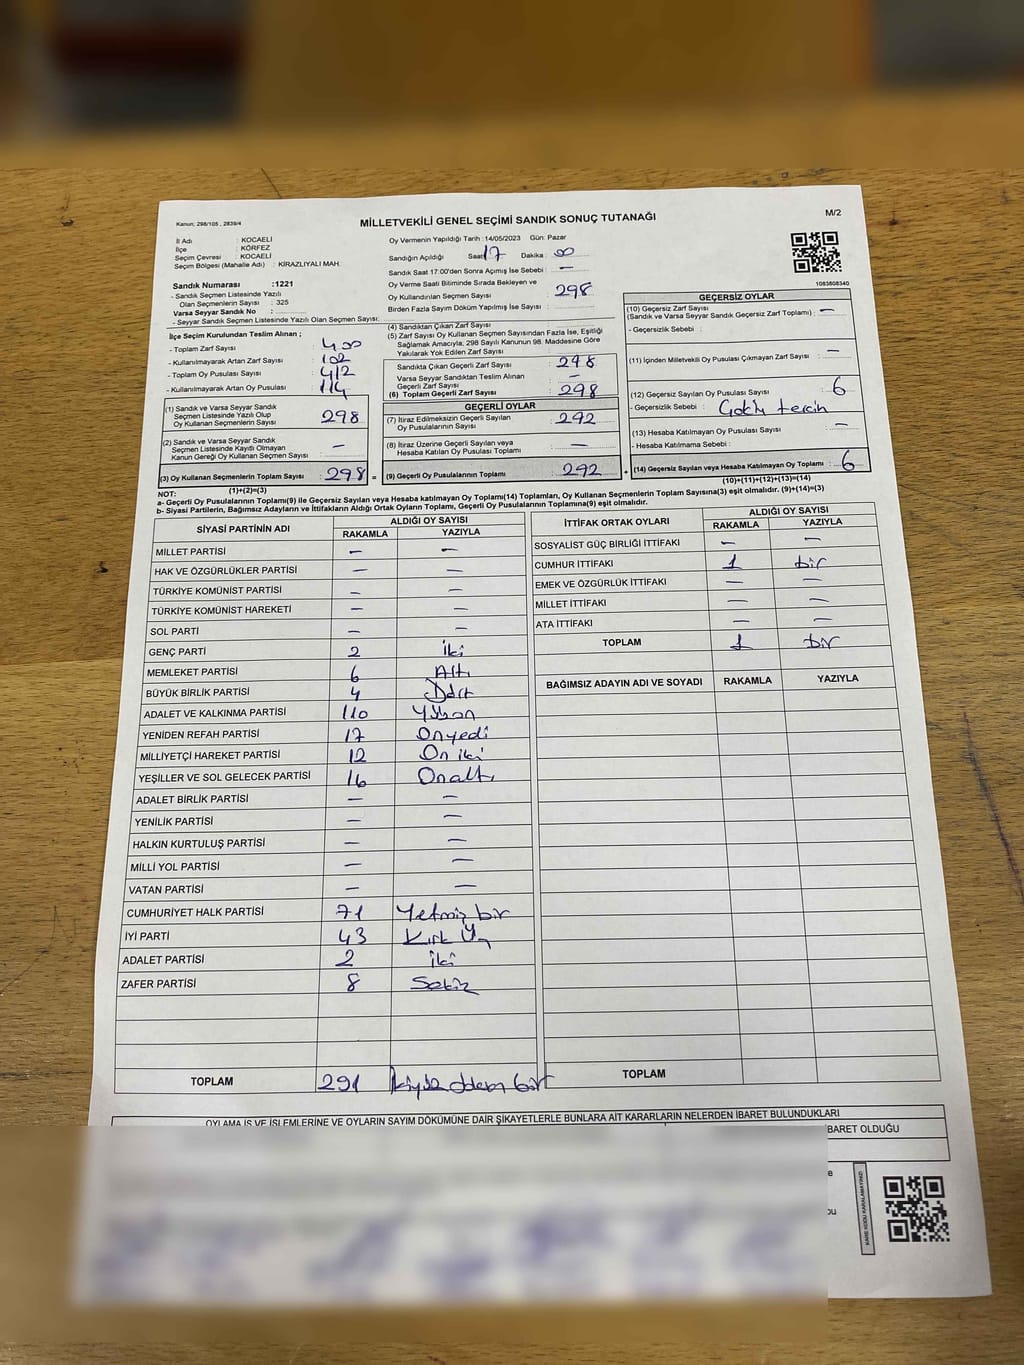 Kanun; 298/105 , 2839/4
MİLLETVEKİLİ GENEL SEÇİMİ SANDIK SONUÇ TUTANAĞI
M/2
İl Adı : KOCAELİ
İlçe : KÖRFEZ
Seçim Çevresi : KOCAELİ
Seçim Bölgesi (Mahalle Adı) : KİRAZLIYALI MAH.
Sandık Numarası :1221
- Sandık Seçmen Listesinde Yazılı
Olan Seçmenlerin Sayısı : 325
Varsa Seyyar Sandık No :
- Seyyar Sandık Seçmen Listesinde Yazılı Olan Seçmen Sayısı:
Oy Vermenin Yapıldığı Tarih : 14/05/2023 Gün: Pazar
Sandığın Açıldığı Saat 17 Dakika 00
Sandık Saat 17:00'den Sonra Açımış İse Sebebi : —
Oy Verme Saati Bitiminde Sırada Bekleyen ve
Oy Kullandırılan Seçmen Sayısı : 298
Birden Fazla Sayım Döküm Yapılmış İse Sayısı :
1083808340
İlçe Seçim Kurulundan Teslim Alınan ;
- Toplam Zarf Sayısı : 400
- Kullanılmayarak Artan Zarf Sayısı : 102
- Toplam Oy Pusulası Sayısı : 412
- Kullanılmayarak Artan Oy Pusulası : 114
(1) Sandık ve Varsa Seyyar Sandık
Seçmen Listesinde Yazılı Olup
Oy Kullanan Seçmenlerin Sayısı : 298
(2) Sandık ve Varsa Seyyar Sandık
Seçmen Listesinde Kaydı Olmayan
Kanun Gereği Oy Kullanan Seçmen Sayısı : —
(3) Oy Kullanan Seçmenlerin Toplam Sayısı : 298 =
(1)+(2)=(3)
(4) Sandıktan Çıkan Zarf Sayısı
(5) Zarf Sayısı Oy Kullanan Seçmen Sayısından Fazla İse, Eşitliği
Sağlamak Amacıyla; 298 Sayılı Kanunun 98. Maddesine Göre
Yakılarak Yok Edilen Zarf Sayısı :
Sandıkta Çıkan Geçerli Zarf Sayısı : 298
Varsa Seyyar Sandıktan Teslim Alınan
Geçerli Zarf Sayısı : —
(6) Toplam Geçerli Zarf Sayısı : 298
GEÇERLİ OYLAR
(7) İtiraz Edilmeksizin Geçerli Sayılan
Oy Pusulalarının Sayısı : 292
(8) İtiraz Üzerine Geçerli Sayılan veya
Hesaba Katılan Oy Pusulası Toplamı : —
(9) Geçerli Oy Pusulalarının Toplamı : 292 +
GEÇERSİZ OYLAR
(10) Geçersiz Zarf Sayısı
(Sandık ve Varsa Seyyar Sandık Geçersiz Zarf Toplamı) : —
- Geçersizlik Sebebi :
(11) İçinden Milletvekili Oy Pusulası Çıkmayan Zarf Sayısı : —
(12) Geçersiz Sayılan Oy Pusulası Sayısı : 6
- Geçersizlik Sebebi : Çoklu tercih
(13) Hesaba Katılmayan Oy Pusulası Sayısı : —
- Hesaba Katılmama Sebebi :
(14) Geçersiz Sayılan veya Hesaba Katılmayan Oy Toplamı : 6
(10)+(11)+(12)+(13)=(14)
NOT:
a- Geçerli Oy Pusulalarının Toplamı(9) ile Geçersiz Sayılan veya Hesaba katılmayan Oy Toplamı(14) Toplamları, Oy Kullanan Seçmenlerin Toplam Sayısına(3) eşit olmalıdır. (9)+(14)=(3)
b- Siyasi Partilerin, Bağımsız Adayların ve İttifakların Aldığı Ortak Oyların Toplamı, Geçerli Oy Pusulalarının Toplamına(9) eşit olmalıdır.
SİYASİ PARTİNİN ADI ALDIĞI OY SAYISI
RAKAMLA YAZIYLA
MİLLET PARTİSİ — —
HAK VE ÖZGÜRLÜKLER PARTİSİ — —
TÜRKİYE KOMÜNİST PARTİSİ — —
TÜRKİYE KOMÜNİST HAREKETİ — —
SOL PARTİ — —
GENÇ PARTİ 2 İki
MEMLEKET PARTİSİ 6 Altı
BÜYÜK BİRLİK PARTİSİ 4 Dört
ADALET VE KALKINMA PARTİSİ 110 Yüzon
YENİDEN REFAH PARTİSİ 17 Onyedi
MİLLİYETÇİ HAREKET PARTİSİ 12 On iki
YEŞİLLER VE SOL GELECEK PARTİSİ 16 Onaltı
ADALET BİRLİK PARTİSİ — —
YENİLİK PARTİSİ — —
HALKIN KURTULUŞ PARTİSİ — —
MİLLİ YOL PARTİSİ — —
VATAN PARTİSİ — —
CUMHURİYET HALK PARTİSİ 71 Yetmiş bir
İYİ PARTİ 43 Kırk Üç
ADALET PARTİSİ 2 İki
ZAFER PARTİSİ 8 Sekiz
TOPLAM 291 İkiyüz doksan bir
İTTİFAK ORTAK OYLARI ALDIĞI OY SAYISI
RAKAMLA YAZIYLA
SOSYALİST GÜÇ BİRLİĞİ İTTİFAKI — —
CUMHUR İTTİFAKI 1 bir
EMEK VE ÖZGÜRLÜK İTTİFAKI — —
MİLLET İTTİFAKI — —
ATA İTTİFAKI — —
TOPLAM 1 bir
BAĞIMSIZ ADAYIN ADI VE SOYADI RAKAMLA YAZIYLA
TOPLAM
OYLAMA İŞ VE İŞLEMLERİNE VE OYLARIN SAYIM DÖKÜMÜNE DAİR ŞİKAYETLERLE BUNLARA AİT KARARLARIN NELERDEN İBARET BULUNDUKLARI
İBARET OLDUĞU
KARE KODU KARALAMAYINIZ!